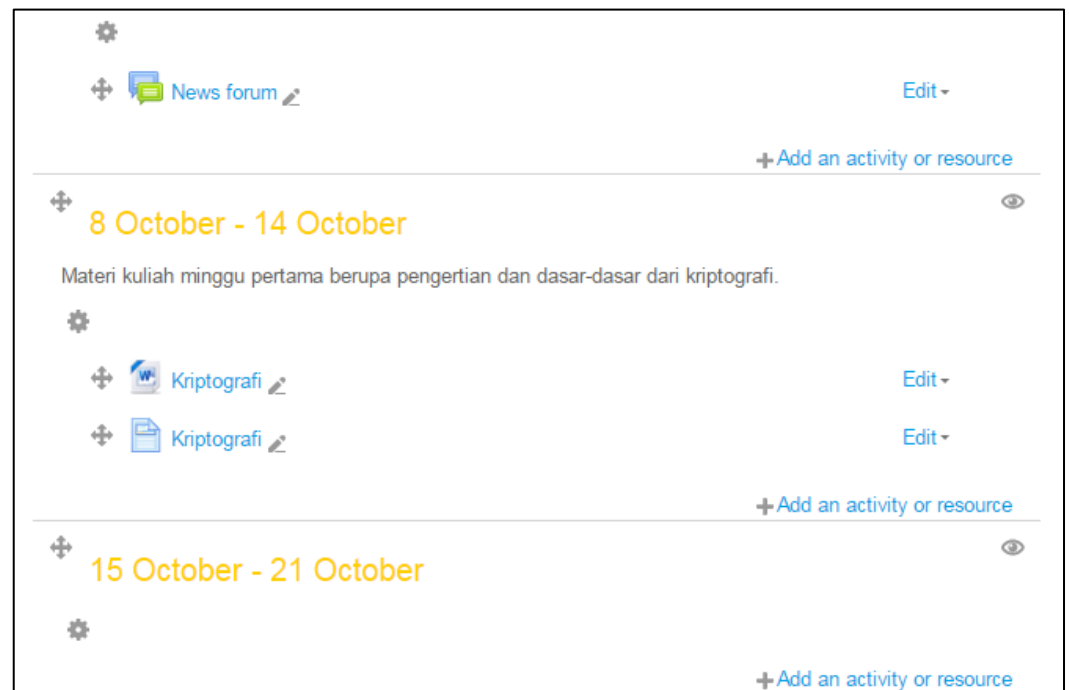 News forum Edit
Add an activity or resource
8 October - 14 October
Materi kuliah minggu pertama berupa pengertian dan dasar-dasar dari kriptografi.
Kriptografi Edit
Kriptografi Edit
Add an activity or resource
15 October - 21 October
Add an activity or resource